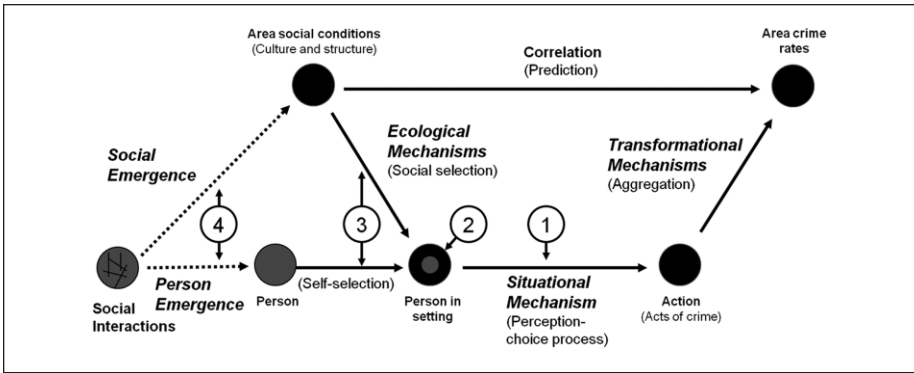 Area social conditions
(Culture and structure)
Area crime
rates
Correlation
(Prediction)
Social
Emergence
Ecological
Mechanisms
(Social selection)
Transformational
Mechanisms
(Aggregation)
4
3
2
1
Social
Interactions
Person
Emergence
Person
(Self-selection)
Person in
setting
Situational
Mechanism
(Perception-
choice process)
Action
(Acts of crime)